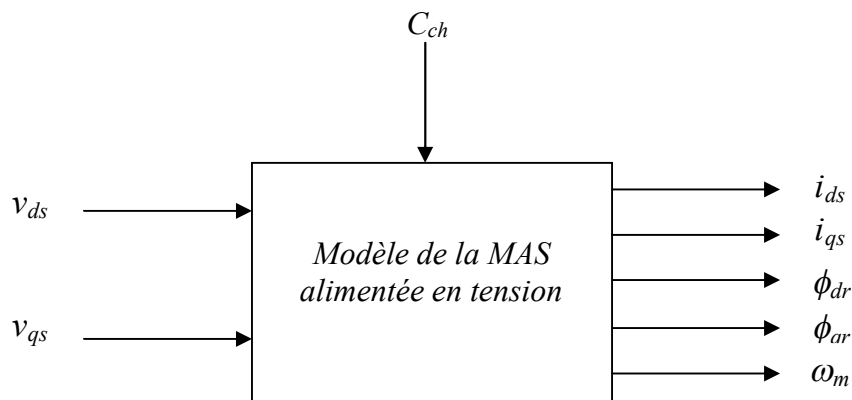 C_ch
v_ds
v_qs
Modèle de la MAS
alimentée en tension
i_ds
i_qs
ϕ_dr
ϕ_ar
ω_m